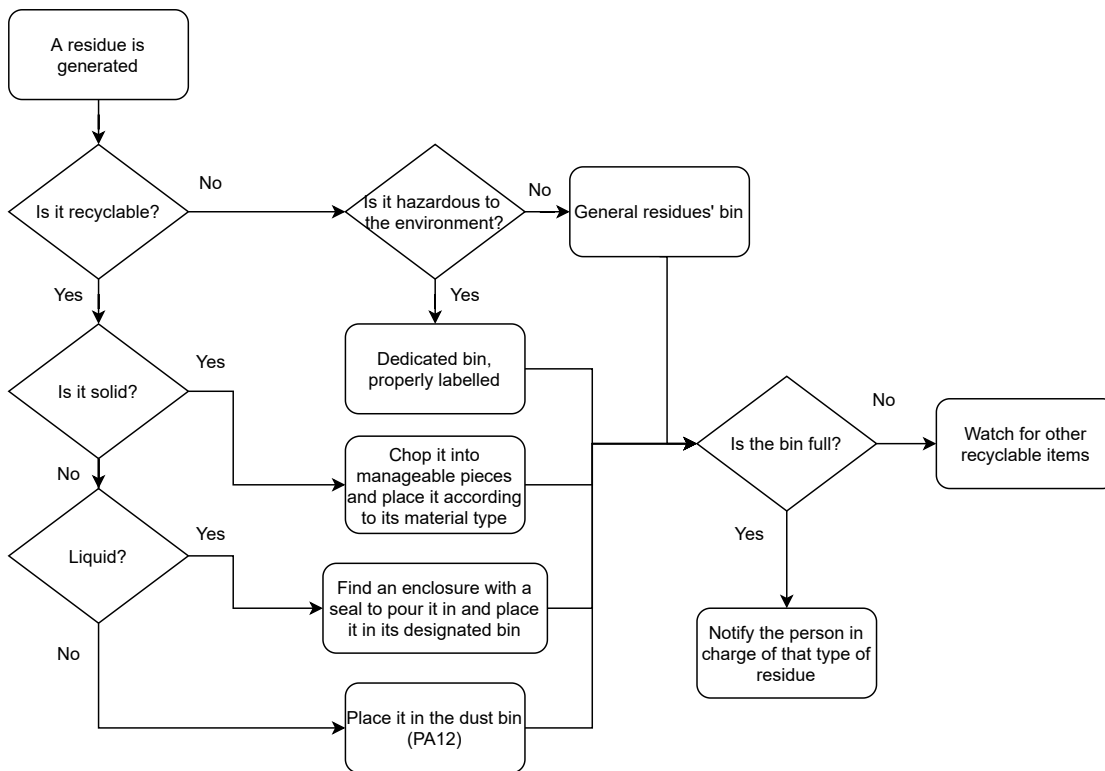 A residue is
generated
Is it recyclable?
No
Is it hazardous to
the environment?
No
General residues' bin
Yes
Yes
Dedicated bin,
properly labelled
Is it solid?
Yes
No
Chop it into
manageable pieces
and place it according
to its material type
Is the bin full?
No
Watch for other
recyclable items
Yes
Liquid?
Yes
Find an enclosure with a
seal to pour it in and place
it in its designated bin
Notify the person in
charge of that type of
residue
No
Place it in the dust bin
(PA12)